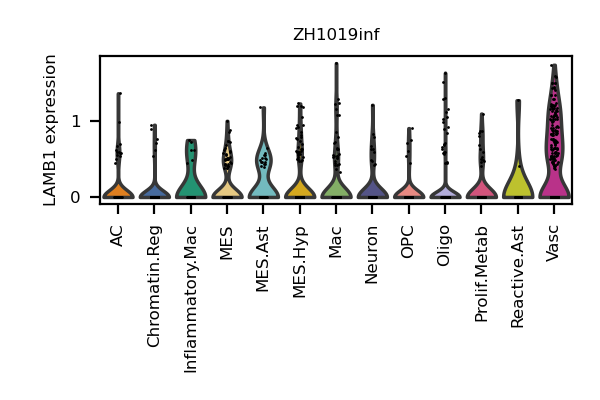 ZH1019inf
LAMB1 expression
1
0
AC
Chromatin.Reg
Inflammatory.Mac
MES
MES.Ast
MES.Hyp
Mac
Neuron
OPC
Oligo
Prolif.Metab
Reactive.Ast
Vasc